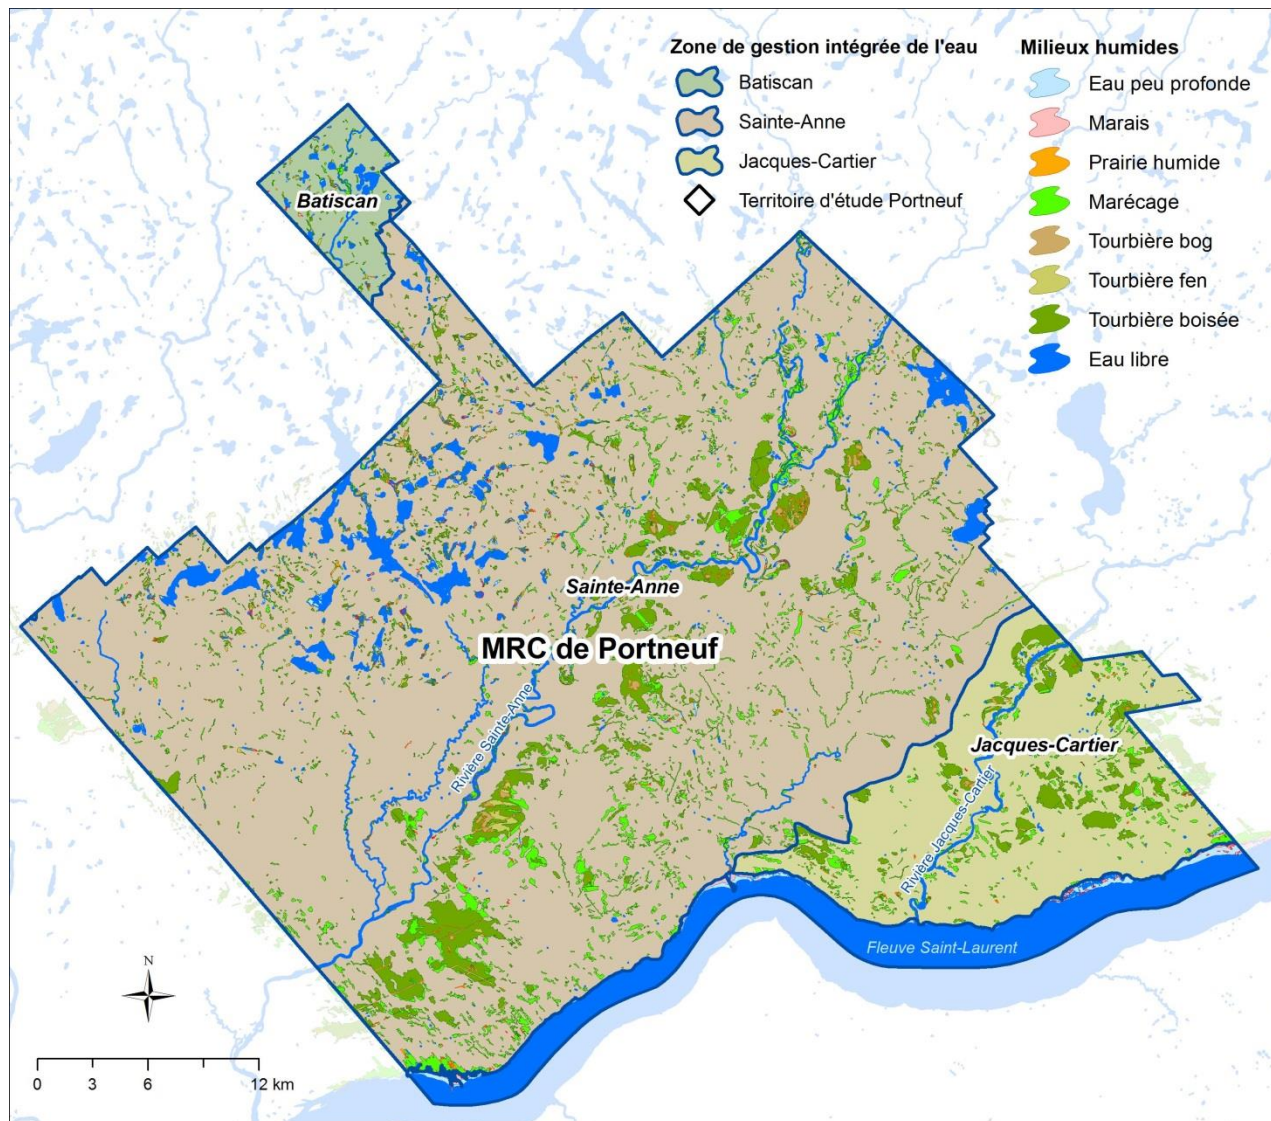 Zone de gestion intégrée de l'eau
Batiscan
Sainte-Anne
Jacques-Cartier
Territoire d'étude Portneuf
Milieux humides
Eau peu profonde
Marais
Prairie humide
Marécage
Tourbière bog
Tourbière fen
Tourbière boisée
Eau libre
Batiscan
Sainte-Anne
MRC de Portneuf
Rivière Sainte-Anne
Jacques-Cartier
Rivière Jacques-Cartier
Fleuve Saint-Laurent
N
0 3 6 12 km